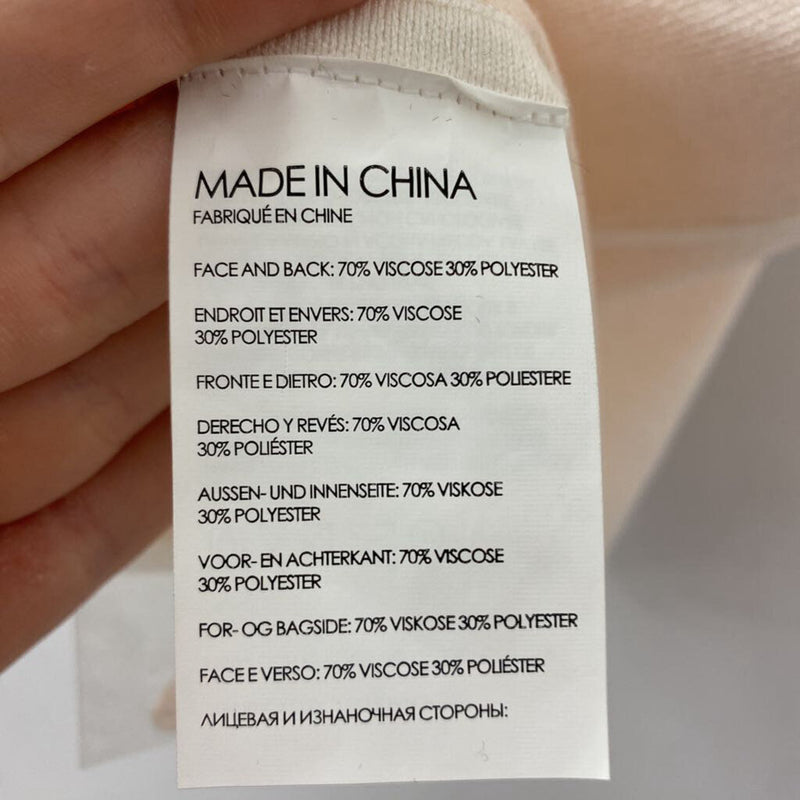 MADE IN CHINA
FABRIQUÉ EN CHINE
FACE AND BACK: 70% VISCOSE 30% POLYESTER
ENDROIT ET ENVERS: 70% VISCOSE
30% POLYESTER
FRONTE E DIETRO: 70% VISCOSA 30% POLIESTERE
DERECHO Y REVÉS: 70% VISCOSA
30% POLIÉSTER
AUSSEN- UND INNENSEITE: 70% VISKOSE
30% POLYESTER
VOOR- EN ACHTERKANT: 70% VISCOSE
30% POLYESTER
FOR- OG BAGSIDE: 70% VISKOSE 30% POLYESTER
FACE E VERSO: 70% VISCOSE 30% POLIÉSTER
ЛИЦЕВАЯ И ИЗНАНОЧНАЯ СТОРОНЫ: